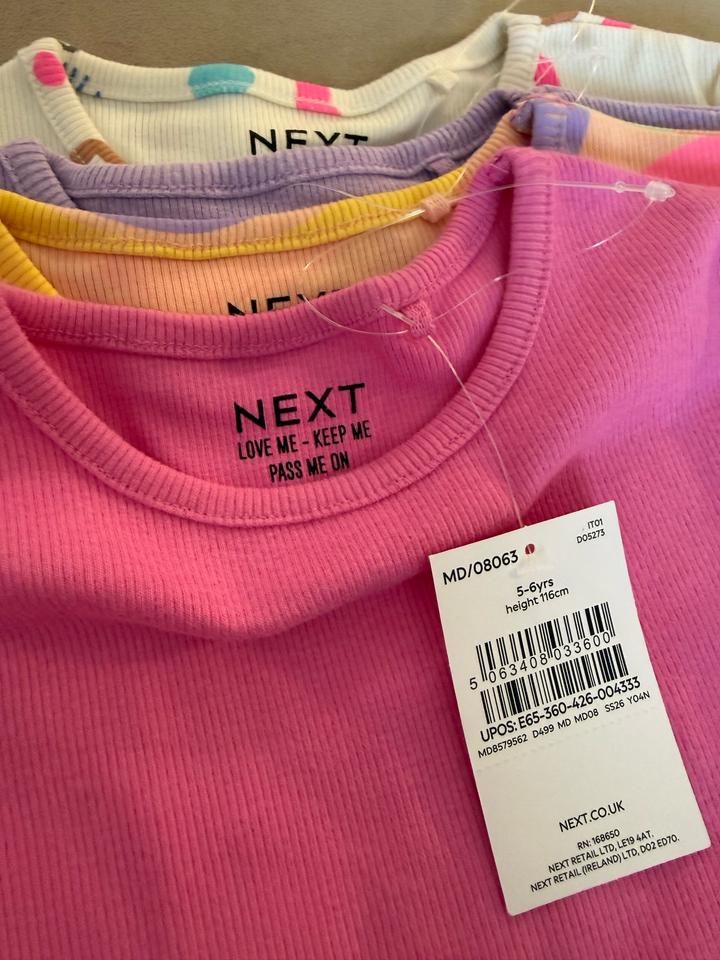 NEXT
NEXT
NEXT
LOVE ME - KEEP ME
PASS ME ON
IT01
D05273
MD/08063
5-6yrs
height 116cm
5 063408 033600
UPOS: E65-360-426-004333
MD8579562 D499 MD MD08 SS26 Y04N
NEXT.CO.UK
RN: 168650
NEXT RETAIL LTD, LE19 4AT.
NEXT RETAIL (IRELAND) LTD, D02 ED70.